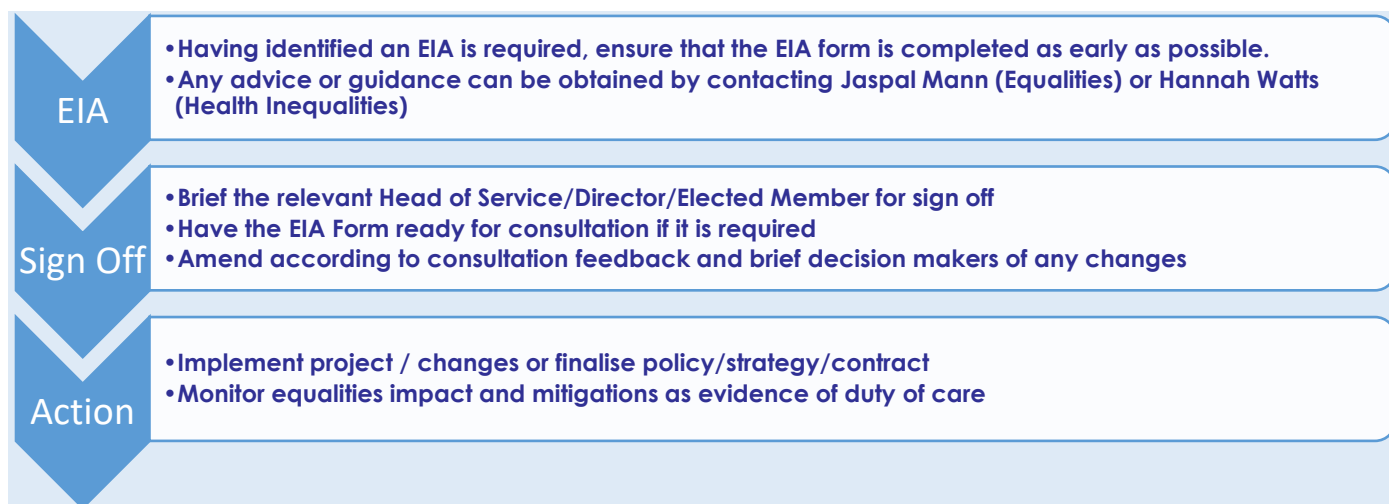 EIA
•Having identified an EIA is required, ensure that the EIA form is completed as early as possible.
•Any advice or guidance can be obtained by contacting Jaspal Mann (Equalities) or Hannah Watts
(Health Inequalities)
Sign Off
•Brief the relevant Head of Service/Director/Elected Member for sign off
•Have the EIA Form ready for consultation if it is required
•Amend according to consultation feedback and brief decision makers of any changes
Action
•Implement project / changes or finalise policy/strategy/contract
•Monitor equalities impact and mitigations as evidence of duty of care